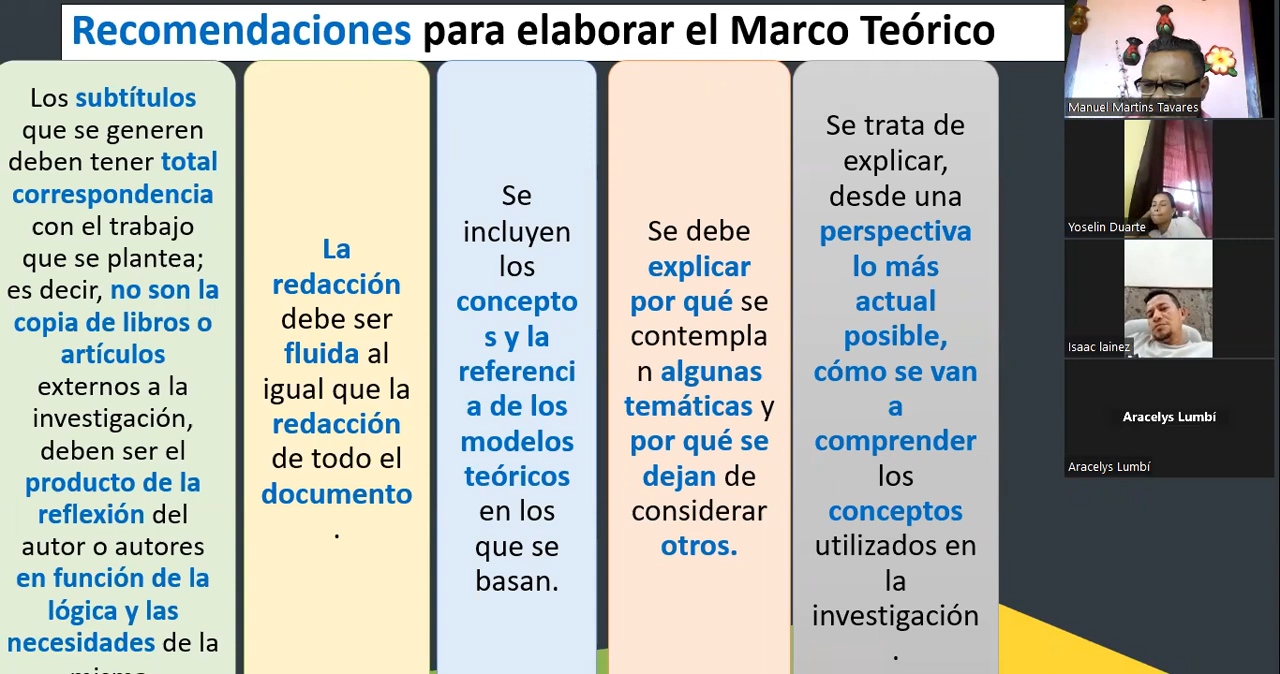 Recomendaciones para elaborar el Marco Teórico
Los subtítulos
que se generen
deben tener total
correspondencia
con el trabajo
que se plantea;
es decir, no son la
copia de libros o
artículos
externos a la
investigación,
deben ser el
producto de la
reflexión del
autor o autores
en función de la
lógica y las
necesidades de la
misma
La
redacción
debe ser
fluida al
igual que la
redacción
de todo el
documento
.
Se
incluyen
los
concepto
s y la
referenci
a de los
modelos
teóricos
en los
que se
basan.
Se debe
explicar
por qué se
contempla
n algunas
temáticas y
por qué se
dejan de
considerar
otros.
Se trata de
explicar,
desde una
perspectiva
lo más
actual
posible,
cómo se van
a
comprender
los
conceptos
utilizados en
la
investigación
.
Manuel Martins Tavares
Yoselin Duarte
Isaac lainez
Aracelys Lumbí
Aracelys Lumbí